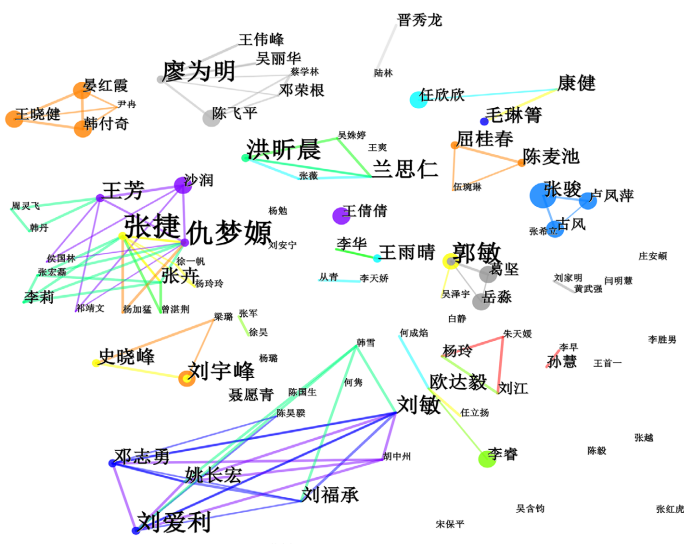 晋秀龙
王伟峰
吴丽华
廖为明
蔡学林
陆林
晏红霞
任欣欣
康健
尹冉
邓荣根
王晓健
陈飞平
毛琳箐
韩付奇
吴姝婷
屈桂春
洪昕晨
王爽
陈麦池
兰思仁
张薇
沙润
王芳
伍琬琳
张骏
卢凤萍
周灵飞
杨勉
王倩倩
古风
韩丹
张捷
仇梦嫄
张希立
刘安宁
李华
王雨晴
郭敏
庄安頔
侯国林
徐一帆
张宏磊
张卉
葛坚
从青
李天娇
刘家明
闫明慧
杨玲玲
黄武强
李莉
吴泽宇
岳淼
祁靖文
杨加猛
曾湛荆
白静
梁璐
张军
徐昊
何成焰
朱天媛
李胜男
韩雪
李早
史晓峰
杨璐
杨玲
孙慧
王首一
刘宇峰
何隽
欧达毅
刘江
聂愿青
陈国生
刘敏
任立扬
陈昊翾
张越
邓志勇
胡中州
李睿
陈毅
姚长宏
刘福承
吴含钧
张红虎
刘爱利
宋保平